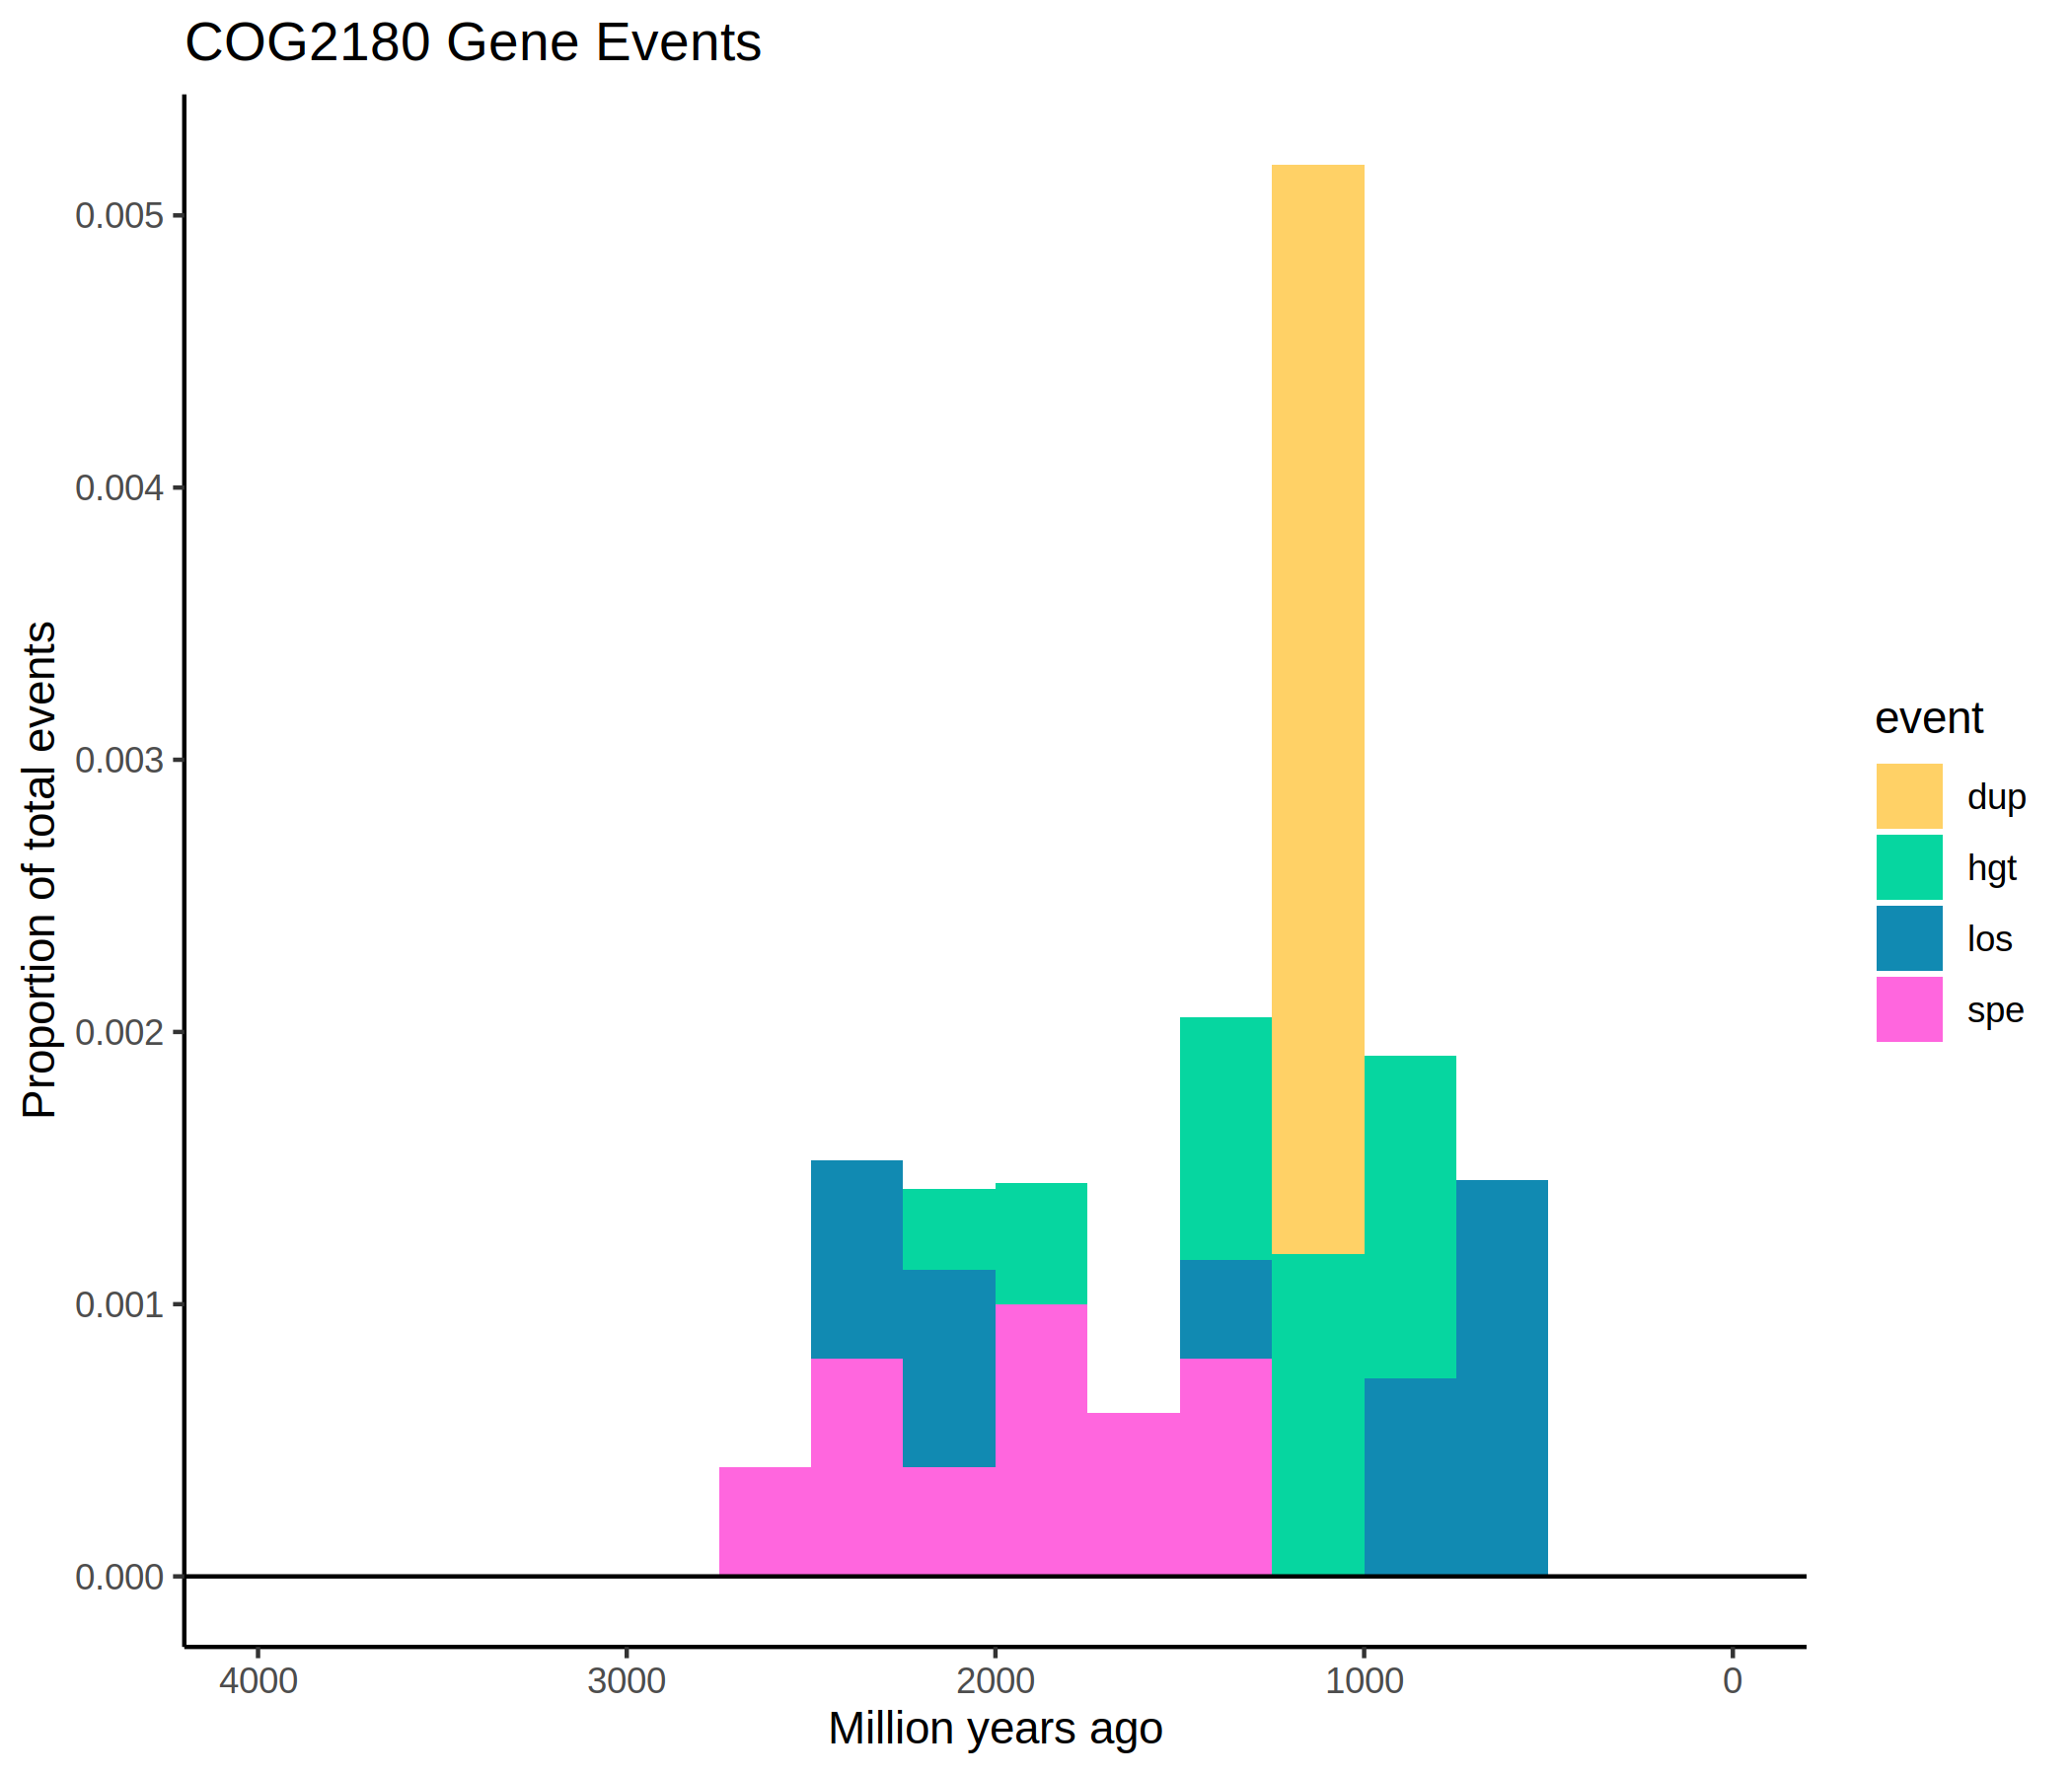 COG2180 Gene Events
Proportion of total events
0.005
0.004
0.003
0.002
0.001
0.000
4000 3000 2000 1000 0
Million years ago
event
dup
hgt
los
spe